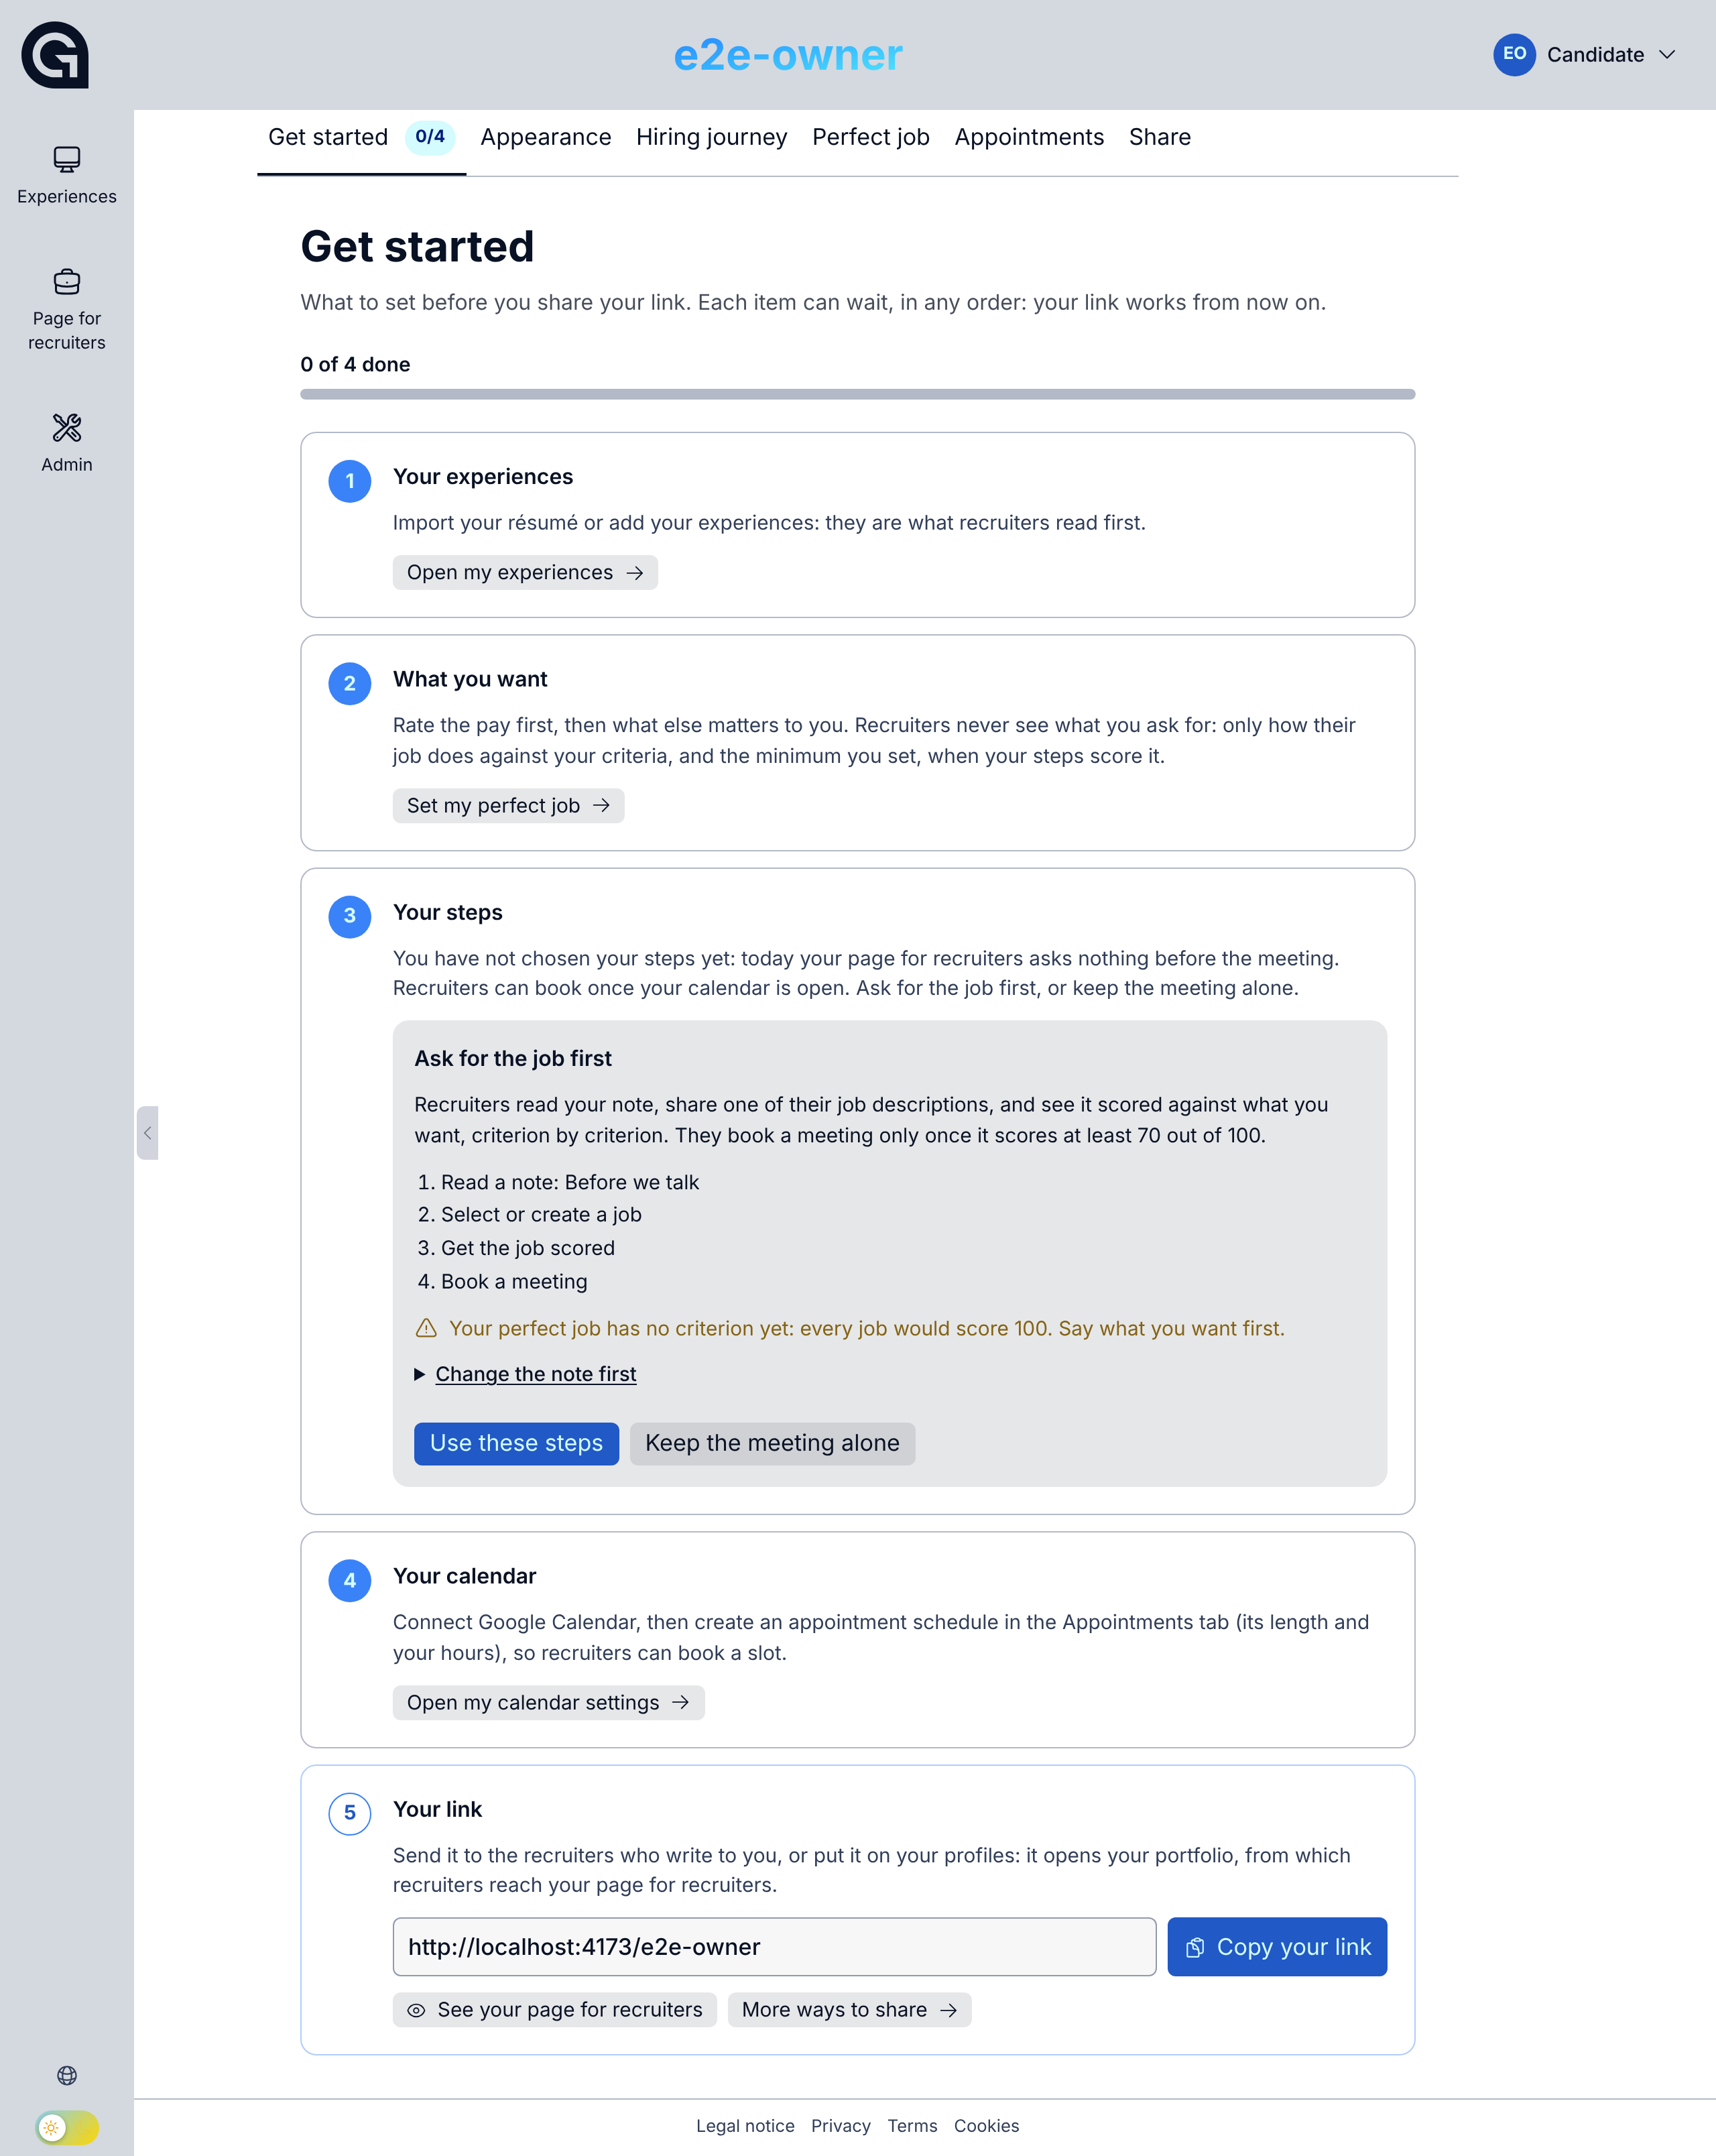 e2e-owner
EO Candidate
Experiences
Page for
recruiters
Admin
Get started 0/4 Appearance Hiring journey Perfect job Appointments Share
Get started
What to set before you share your link. Each item can wait, in any order: your link works from now on.
0 of 4 done
1 Your experiences
Import your résumé or add your experiences: they are what recruiters read first.
Open my experiences →
2 What you want
Rate the pay first, then what else matters to you. Recruiters never see what you ask for: only how their
job does against your criteria, and the minimum you set, when your steps score it.
Set my perfect job →
3 Your steps
You have not chosen your steps yet: today your page for recruiters asks nothing before the meeting.
Recruiters can book once your calendar is open. Ask for the job first, or keep the meeting alone.
Ask for the job first
Recruiters read your note, share one of their job descriptions, and see it scored against what you
want, criterion by criterion. They book a meeting only once it scores at least 70 out of 100.
1. Read a note: Before we talk
2. Select or create a job
3. Get the job scored
4. Book a meeting
Your perfect job has no criterion yet: every job would score 100. Say what you want first.
Change the note first
Use these steps Keep the meeting alone
4 Your calendar
Connect Google Calendar, then create an appointment schedule in the Appointments tab (its length and
your hours), so recruiters can book a slot.
Open my calendar settings →
5 Your link
Send it to the recruiters who write to you, or put it on your profiles: it opens your portfolio, from which
recruiters reach your page for recruiters.
http://localhost:4173/e2e-owner Copy your link
See your page for recruiters More ways to share →
Legal notice Privacy Terms Cookies